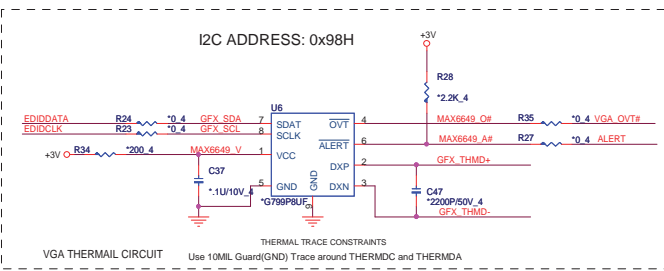 I2C ADDRESS: 0x98H
+3V
R28
*2.2K_4
U6
EDIDDATA R24 *0_4 GFX_SDA 7 SDAT OVT 4 MAX6649_O# R35 *0_4 VGA_OVT#
EDIDCLK R23 *0_4 GFX_SCL 8 SCLK
+3V R34 *200_4 MAX6649_V 1 VCC ALERT 6 MAX6649_A# R27 *0_4 ALERT
DXP 2 GFX_THMD+
C37
*.1U/10V_4
5 GND GND DXN 3
C47
*2200P/50V_4
*G799P8UF
9
GFX_THMD-
THERMAL TRACE CONSTRAINTS
VGA THERMAIL CIRCUIT Use 10MIL Guard(GND) Trace around THERMDC and THERMDA